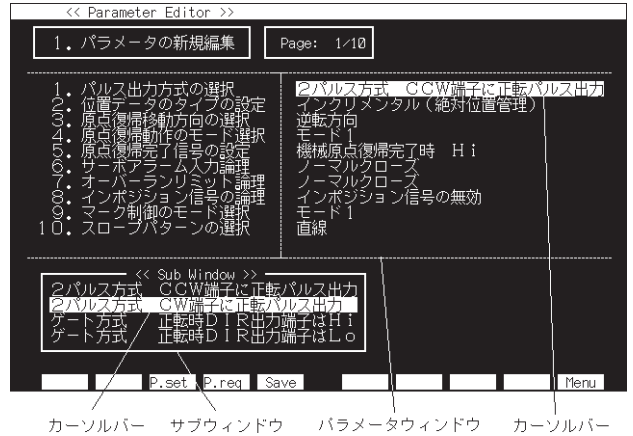 << Parameter Editor >>
1．パラメータの新規編集
Page: 1/10
1．パルス出力方式の選択 2パルス方式 CCW端子に正転パルス出力
2．位置データのタイプの設定 インクリメンタル（絶対位置管理）
3．原点復帰移動方向の選択 逆転方向
4．原点復帰動作のモード選択 モード1
5．原点復帰完了信号の設定 機械原点復帰完了時 Hi
6．サーボアラーム入力論理 ノーマルクローズ
7．オーバーランリミット論理 ノーマルクローズ
8．インポジション信号の論理 インポジション信号の無効
9．マーク制御のモード選択 モード1
10．スロープパターンの選択 直線
<< Sub Window >>
2パルス方式 CCW端子に正転パルス出力
2パルス方式 CW端子に正転パルス出力
ゲート方式 正転時DIR出力端子はHi
ゲート方式 正転時DIR出力端子はLo
P.set P.req Save Menu
カーソルバー サブウィンドウ パラメータウィンドウ カーソルバー